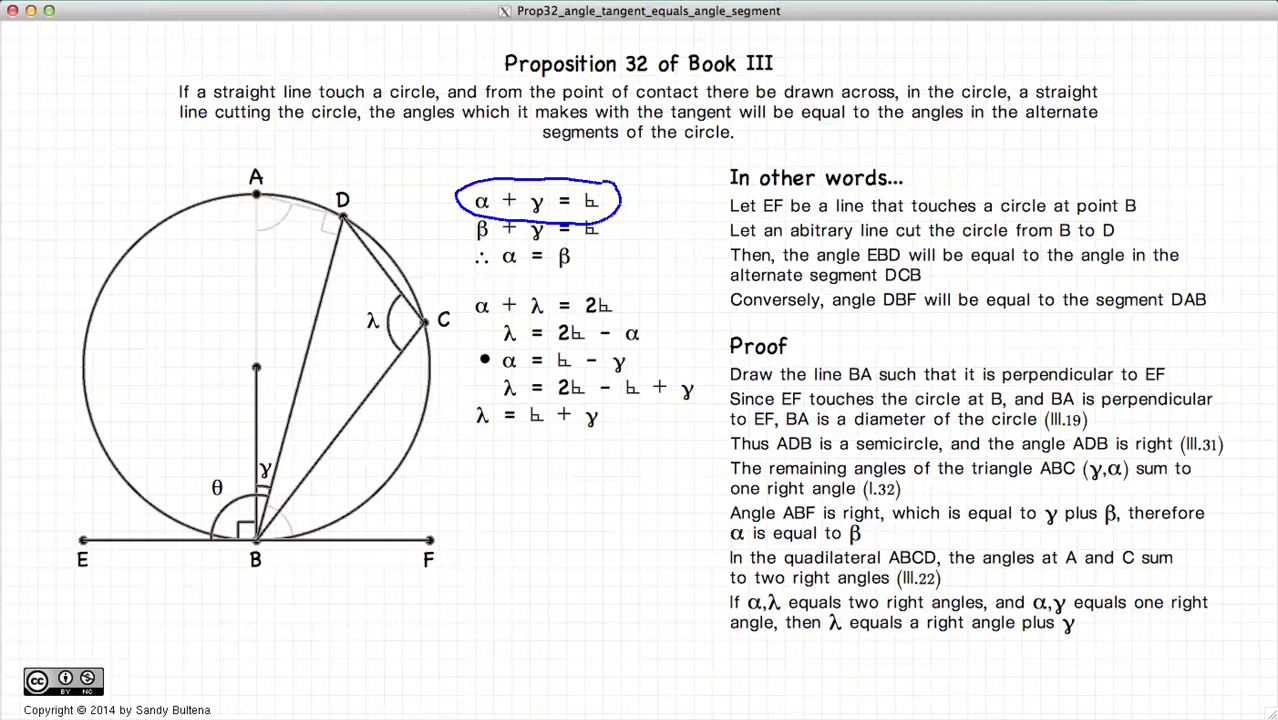 Prop32_angle_tangent_equals_angle_segment
Proposition 32 of Book III
If a straight line touch a circle, and from the point of contact there be drawn across, in the circle, a straight
line cutting the circle, the angles which it makes with the tangent will be equal to the angles in the alternate
segments of the circle.
A
D
C
λ
γ
θ
E
B
F
α + γ = ⊾
β + γ = ⊾
∴ α = β
α + λ = 2⊾
λ = 2⊾ - α
• α = ⊾ - γ
λ = 2⊾ - ⊾ + γ
λ = ⊾ + γ
In other words...
Let EF be a line that touches a circle at point B
Let an abitrary line cut the circle from B to D
Then, the angle EBD will be equal to the angle in the
alternate segment DCB
Conversely, angle DBF will be equal to the segment DAB
Proof
Draw the line BA such that it is perpendicular to EF
Since EF touches the circle at B, and BA is perpendicular
to EF, BA is a diameter of the circle (III.19)
Thus ADB is a semicircle, and the angle ADB is right (III.31)
The remaining angles of the triangle ABC (γ,α) sum to
one right angle (I.32)
Angle ABF is right, which is equal to γ plus β, therefore
α is equal to β
In the quadilateral ABCD, the angles at A and C sum
to two right angles (III.22)
If α,λ equals two right angles, and α,γ equals one right
angle, then λ equals a right angle plus γ
cc
BY NC
Copyright © 2014 by Sandy Bultena